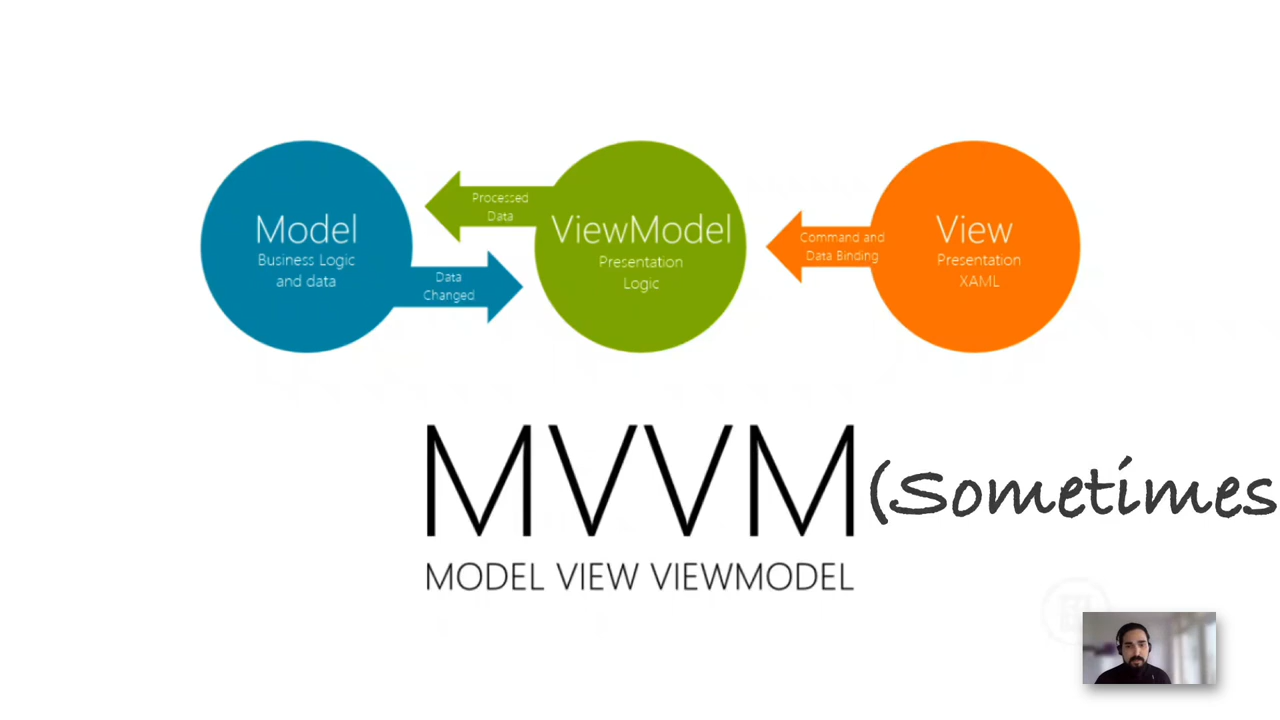 Model
Business Logic
and data
Processed
Data
Data
Changed
ViewModel
Presentation
Logic
Command and
Data Binding
View
Presentation
XAML
MVVM (Sometimes
MODEL VIEW VIEWMODEL